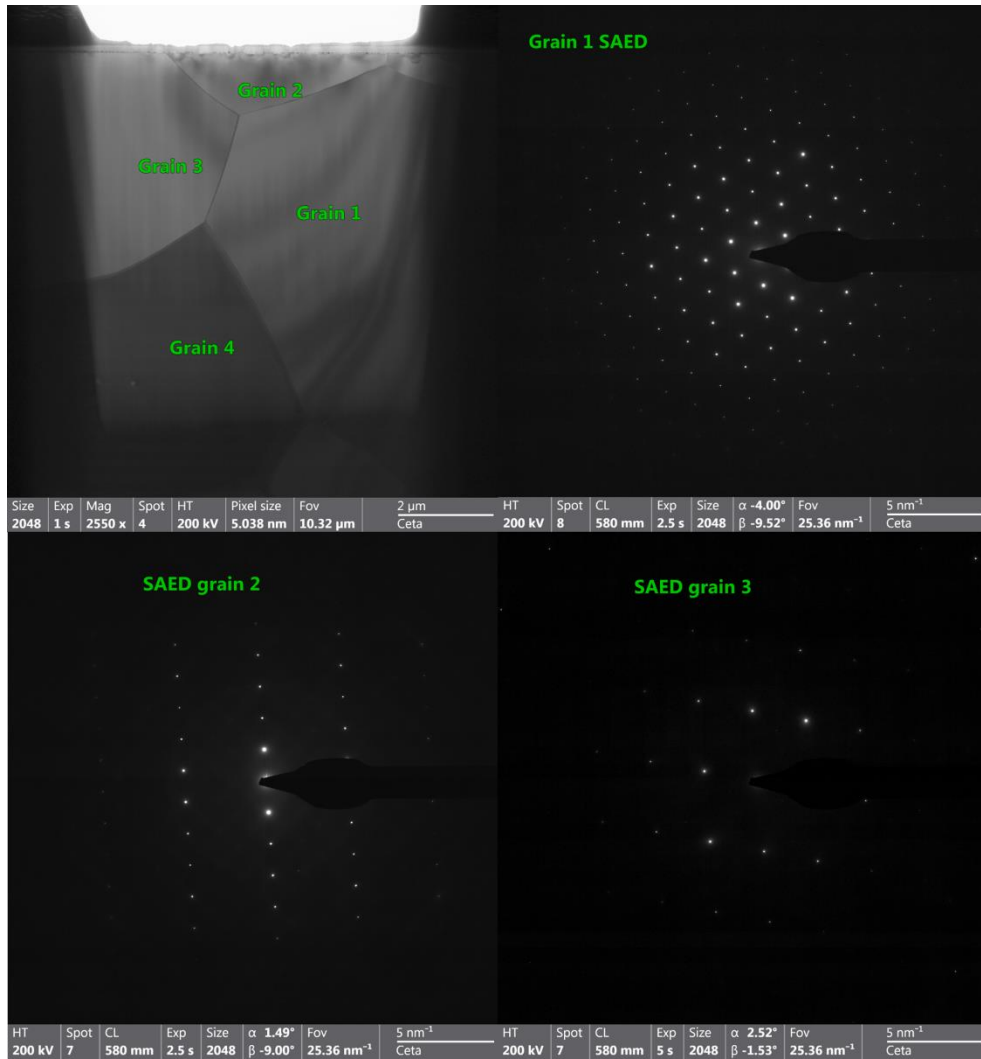 Grain 2
Grain 3
Grain 1
Grain 4
Size Exp Mag Spot HT Pixel size Fov 2 µm
2048 1 s 2550 x 4 200 kV 5.038 nm 10.32 µm Ceta
Grain 1 SAED
HT Spot CL Exp Size α -4.00° Fov 5 nm⁻¹
200 kV 8 580 mm 2.5 s 2048 β -9.52° 25.36 nm⁻¹ Ceta
SAED grain 2
HT Spot CL Exp Size α 1.49° Fov 5 nm⁻¹
200 kV 7 580 mm 2.5 s 2048 β -9.00° 25.36 nm⁻¹ Ceta
SAED grain 3
HT Spot CL Exp Size α 2.52° Fov 5 nm⁻¹
200 kV 7 580 mm 5 s 2048 β -1.53° 25.36 nm⁻¹ Ceta